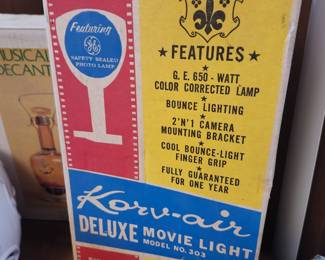 MUSICAL
DECANT
Featuring
GE
SAFETY SEALED
PHOTO LAMP
FEATURES
★ G. E. 650 - WATT
COLOR CORRECTED LAMP
★ BOUNCE LIGHTING
★ 2'N'1 CAMERA
MOUNTING BRACKET
★ COOL BOUNCE-LIGHT
FINGER GRIP
★ FULLY GUARANTEED
FOR ONE YEAR
Korv-air
DELUXE MOVIE LIGHT
MODEL NO. 303